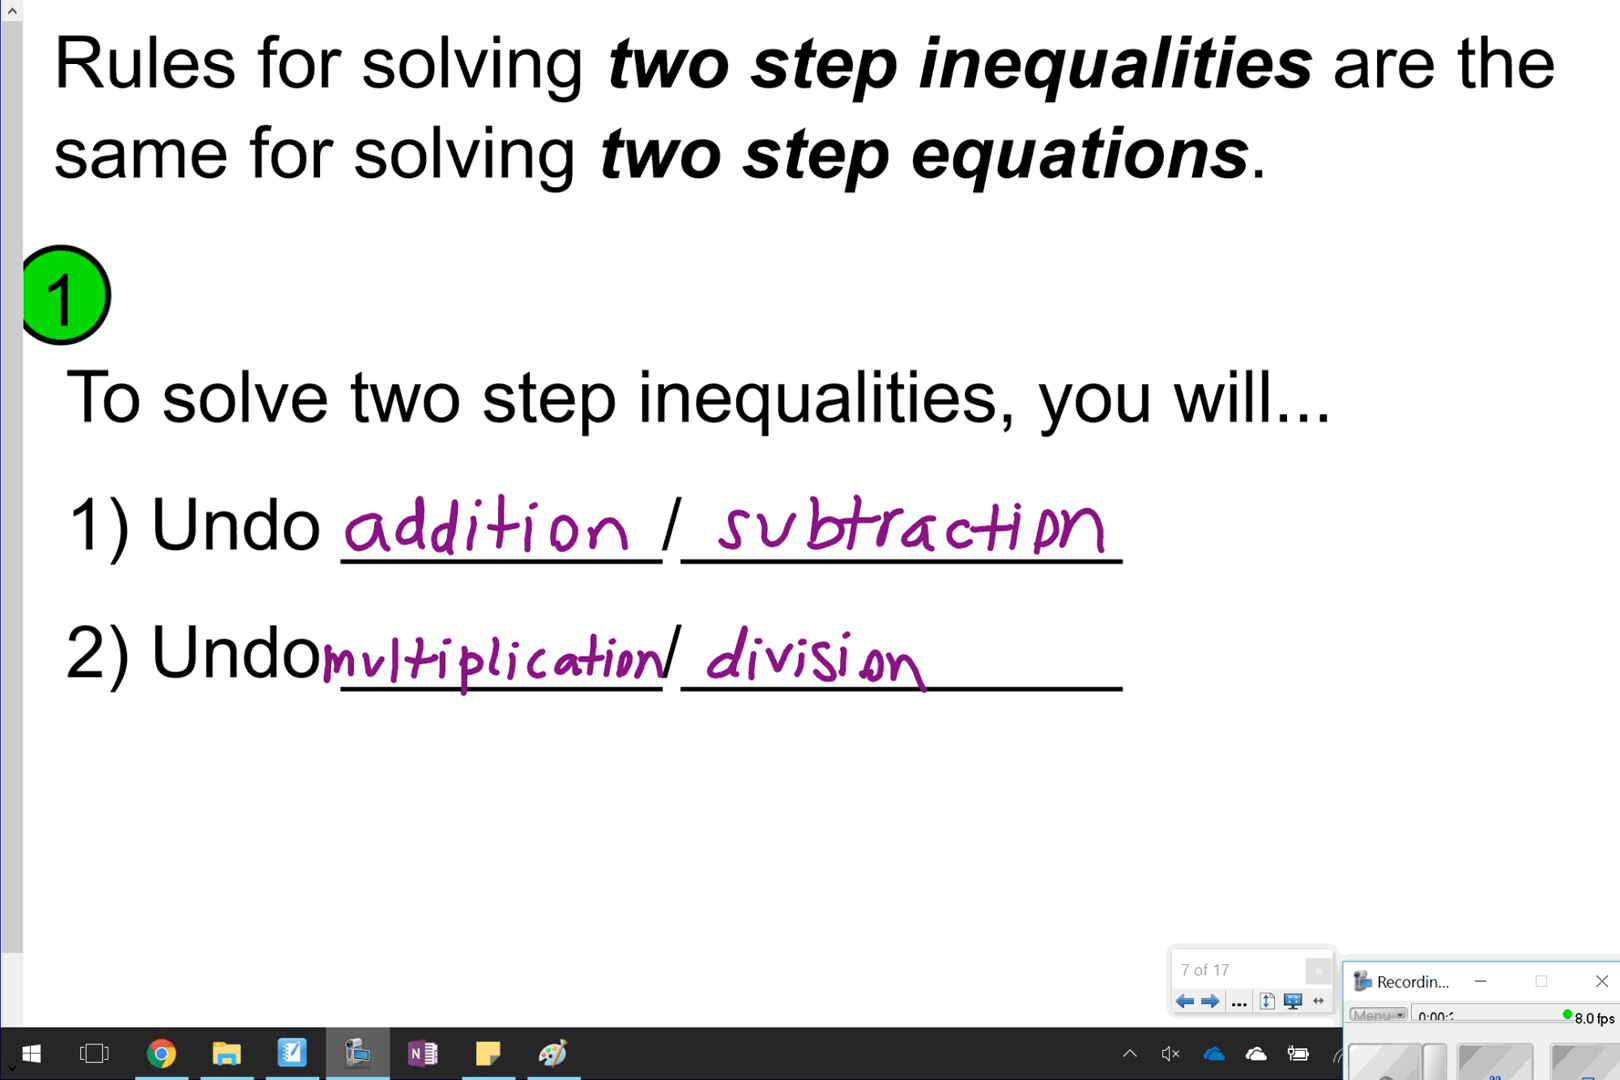 Rules for solving two step inequalities are the
same for solving two step equations.
1
To solve two step inequalities, you will...
1) Undo addition / subtraction
2) Undo multiplication / division
7 of 17
Recordin...
Menu
8.0 fps